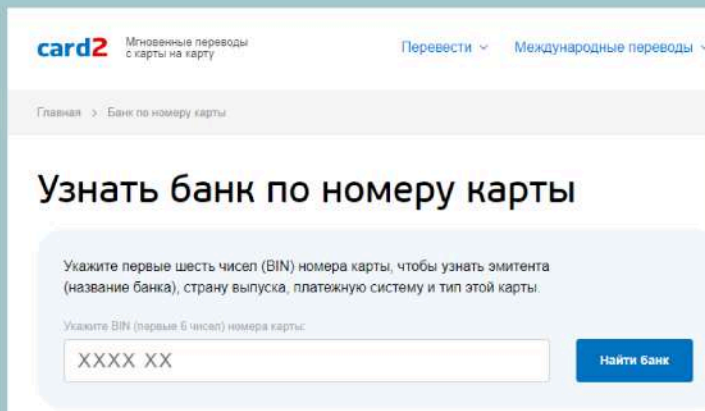 card2
Мгновенные переводы
с карты на карту
Перевести
Международные переводы
Главная > Банк по номеру карты
Узнать банк по номеру карты
Укажите первые шесть чисел (BIN) номера карты, чтобы узнать эмитента
(название банка), страну выпуска, платежную систему и тип этой карты.
Укажите BIN (первые 6 чисел) номера карты:
XXXX XX
Найти банк